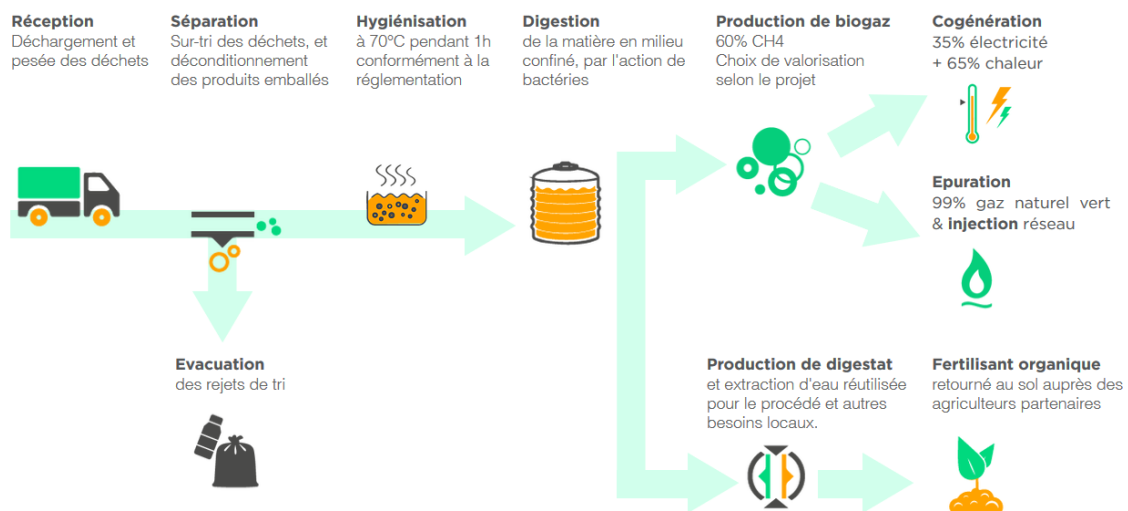 Réception
Déchargement et
pesée des déchets
Séparation
Sur-tri des déchets, et
déconditionnement
des produits emballés
Hygiénisation
à 70°C pendant 1h
conformément à la
réglementation
Digestion
de la matière en milieu
confiné, par l'action de
bactéries
Production de biogaz
60% CH4
Choix de valorisation
selon le projet
Cogénération
35% électricité
+ 65% chaleur
Epuration
99% gaz naturel vert
& injection réseau
Evacuation
des rejets de tri
Production de digestat
et extraction d'eau réutilisée
pour le procédé et autres
besoins locaux.
Fertilisant organique
retourné au sol auprès des
agriculteurs partenaires